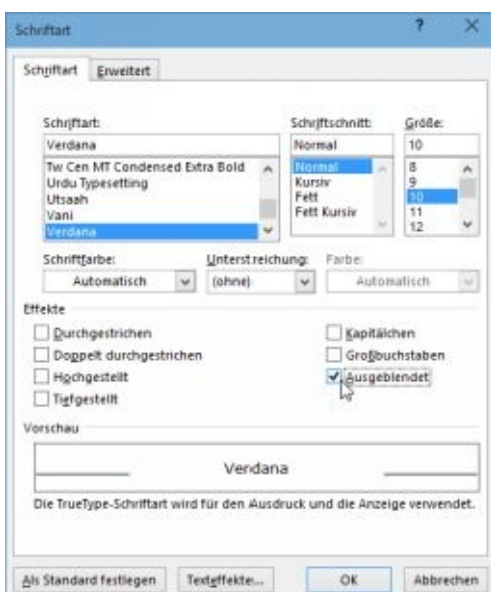 Schriftart
?
Schriftart Erweitert
Schriftart: Schriftschnitt: Größe:
Verdana Normal 10
Tw Cen MT Condensed Extra Bold Normal 8
Urdu Typesetting Kursiv 9
Utsaah Fett 10
Vani Fett Kursiv 11
Verdana 12
Schriftfarbe: Unterstreichung: Farbe:
Automatisch (ohne) Automatisch
Effekte
Durchgestrichen Kapitälchen
Doppelt durchgestrichen Großbuchstaben
Hochgestellt Ausgeblendet
Tiefgestellt
Vorschau
Verdana
Die TrueType-Schriftart wird für den Ausdruck und die Anzeige verwendet.
Als Standard festlegen Texteffekte... OK Abbrechen